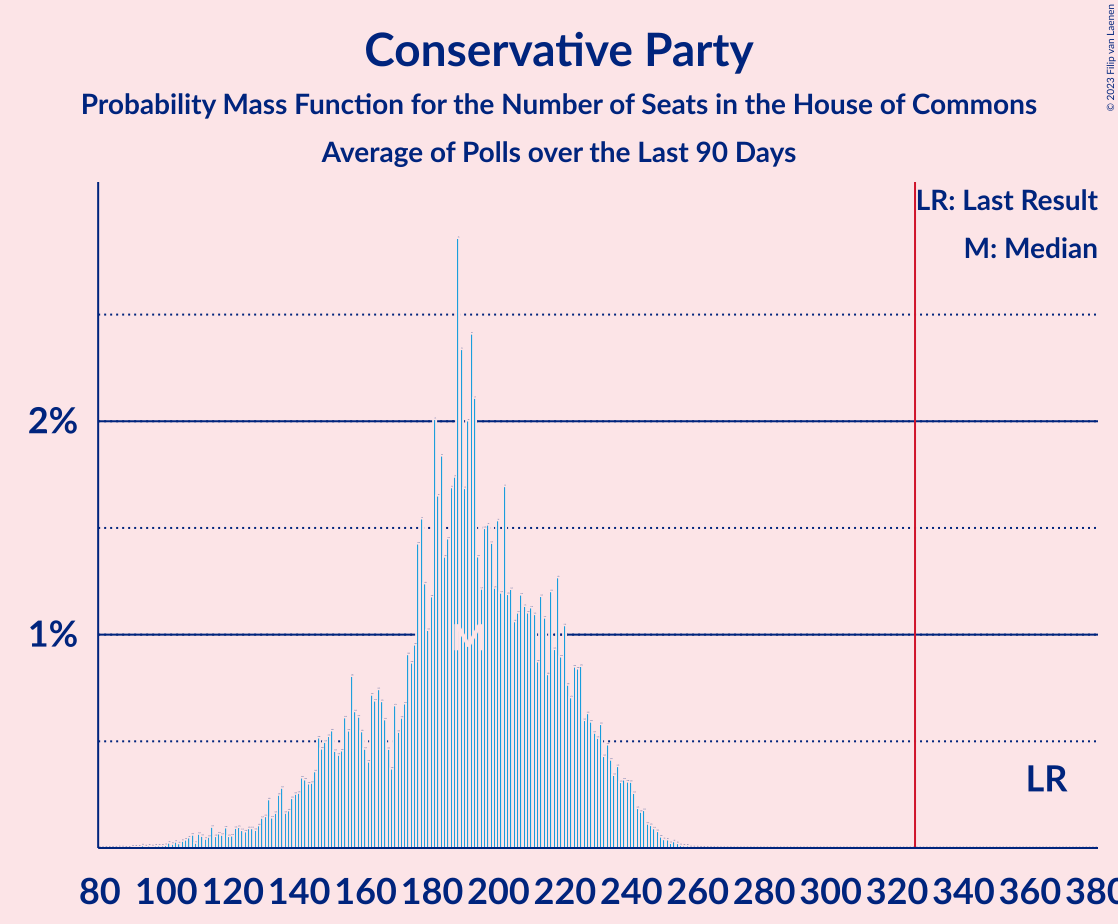 Conservative Party
Probability Mass Function for the Number of Seats in the House of Commons
Average of Polls over the Last 90 Days
© 2023 Filip van Laenen
LR: Last Result
M: Median
2%
1%
M
LR
80 100 120 140 160 180 200 220 240 260 280 300 320 340 360 380